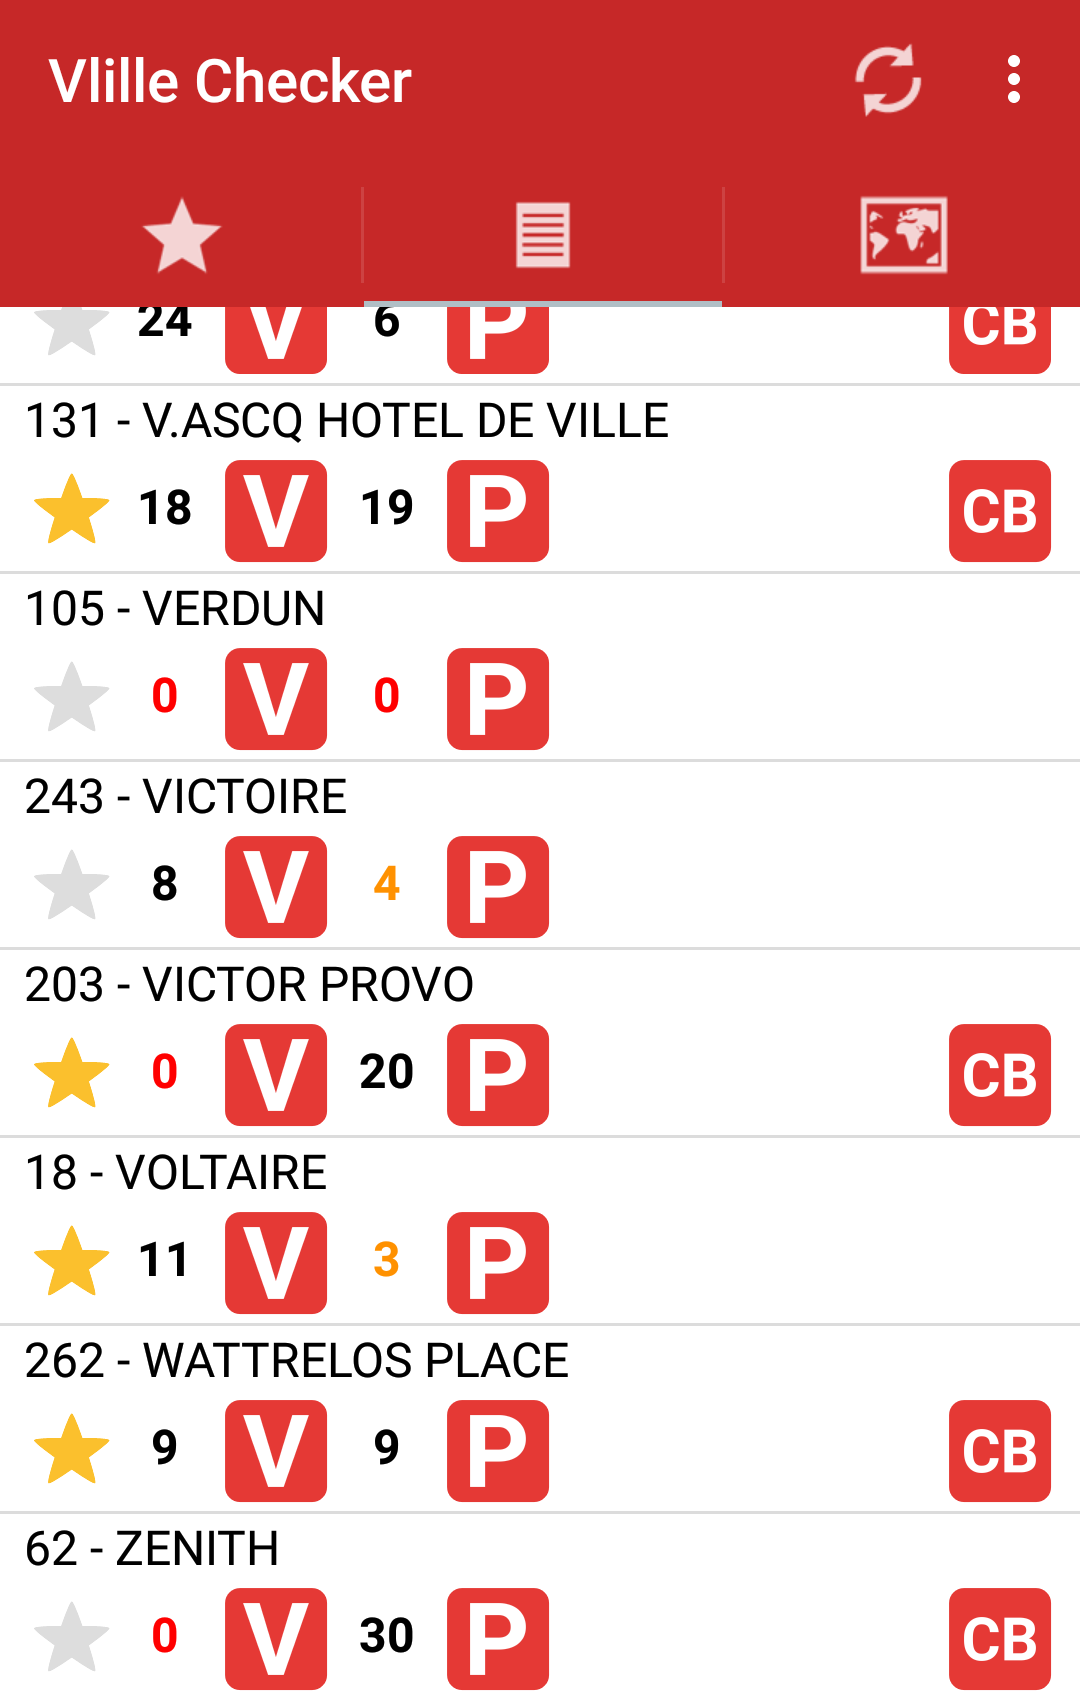 Vlille Checker
24 V 6 P CB
131 - V.ASCQ HOTEL DE VILLE
18 V 19 P CB
105 - VERDUN
0 V 0 P
243 - VICTOIRE
8 V 4 P
203 - VICTOR PROVO
0 V 20 P CB
18 - VOLTAIRE
11 V 3 P
262 - WATTRELOS PLACE
9 V 9 P CB
62 - ZENITH
0 V 30 P CB